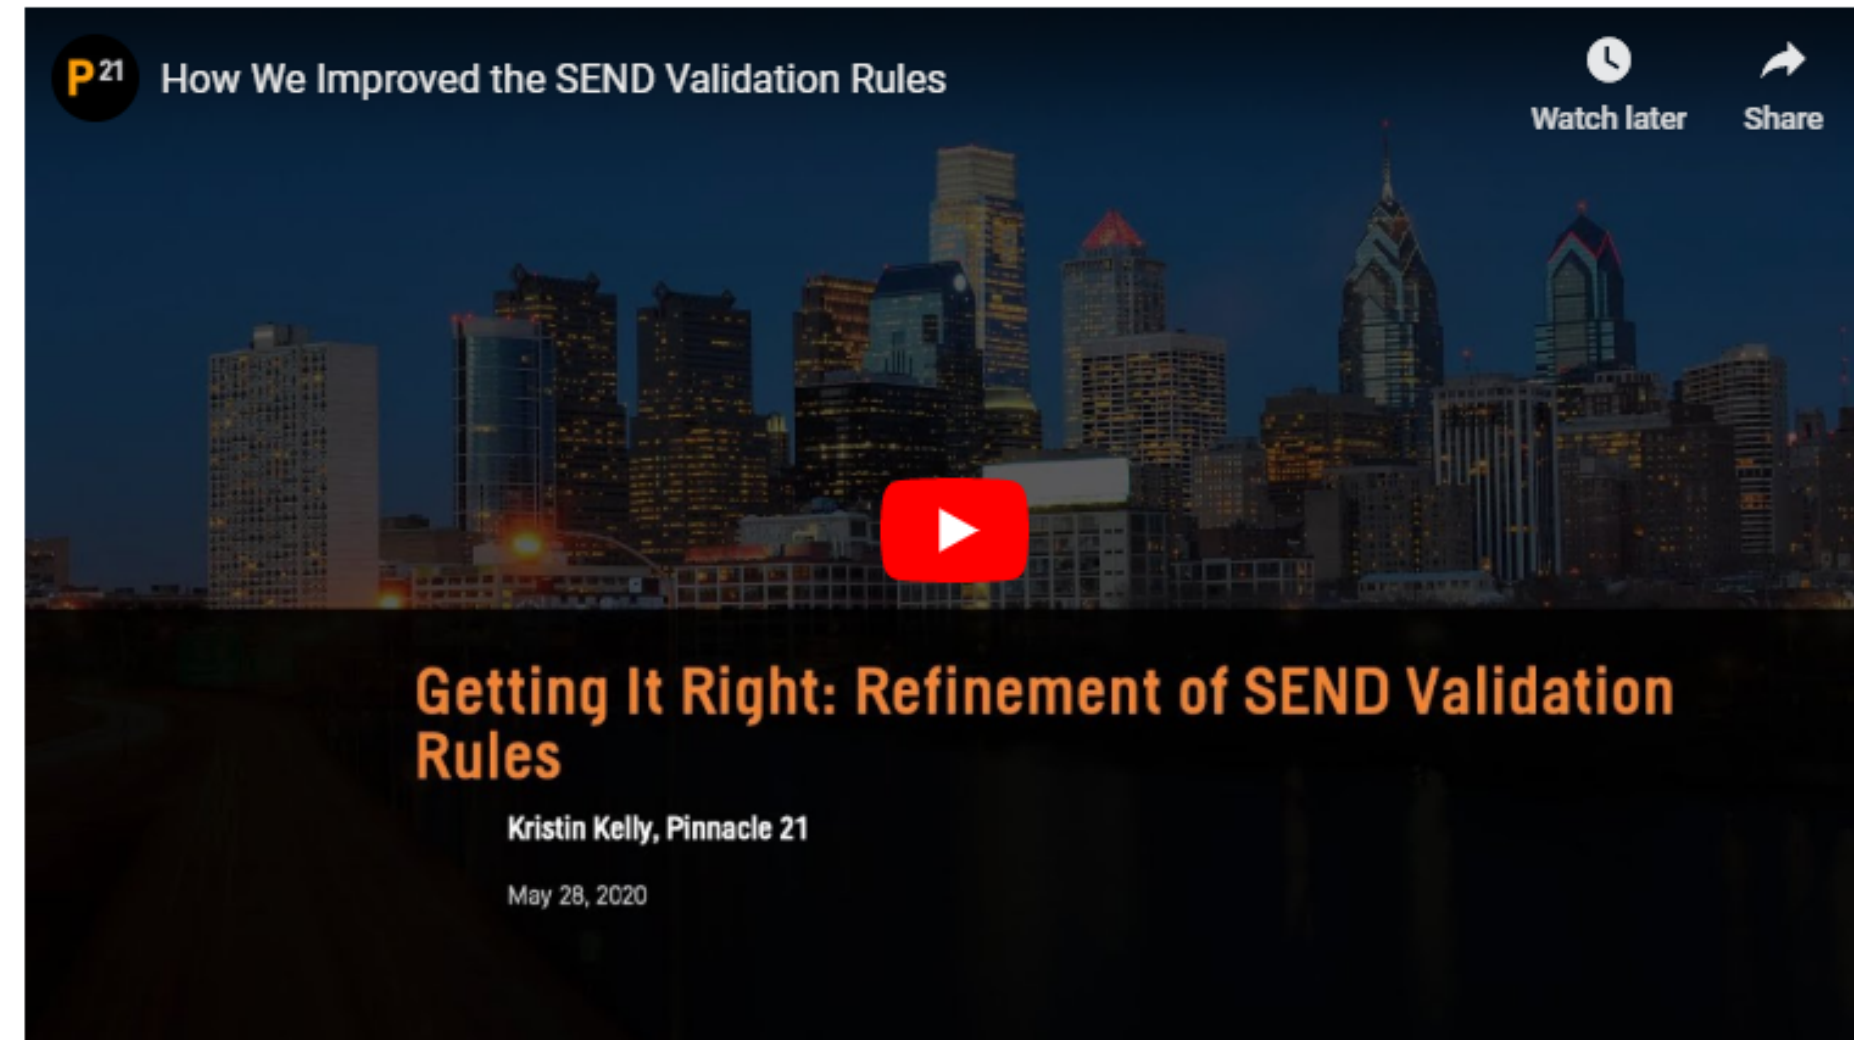 P21
How We Improved the SEND Validation Rules
Watch later
Share
Getting It Right: Refinement of SEND Validation
Rules
Kristin Kelly, Pinnacle 21
May 28, 2020